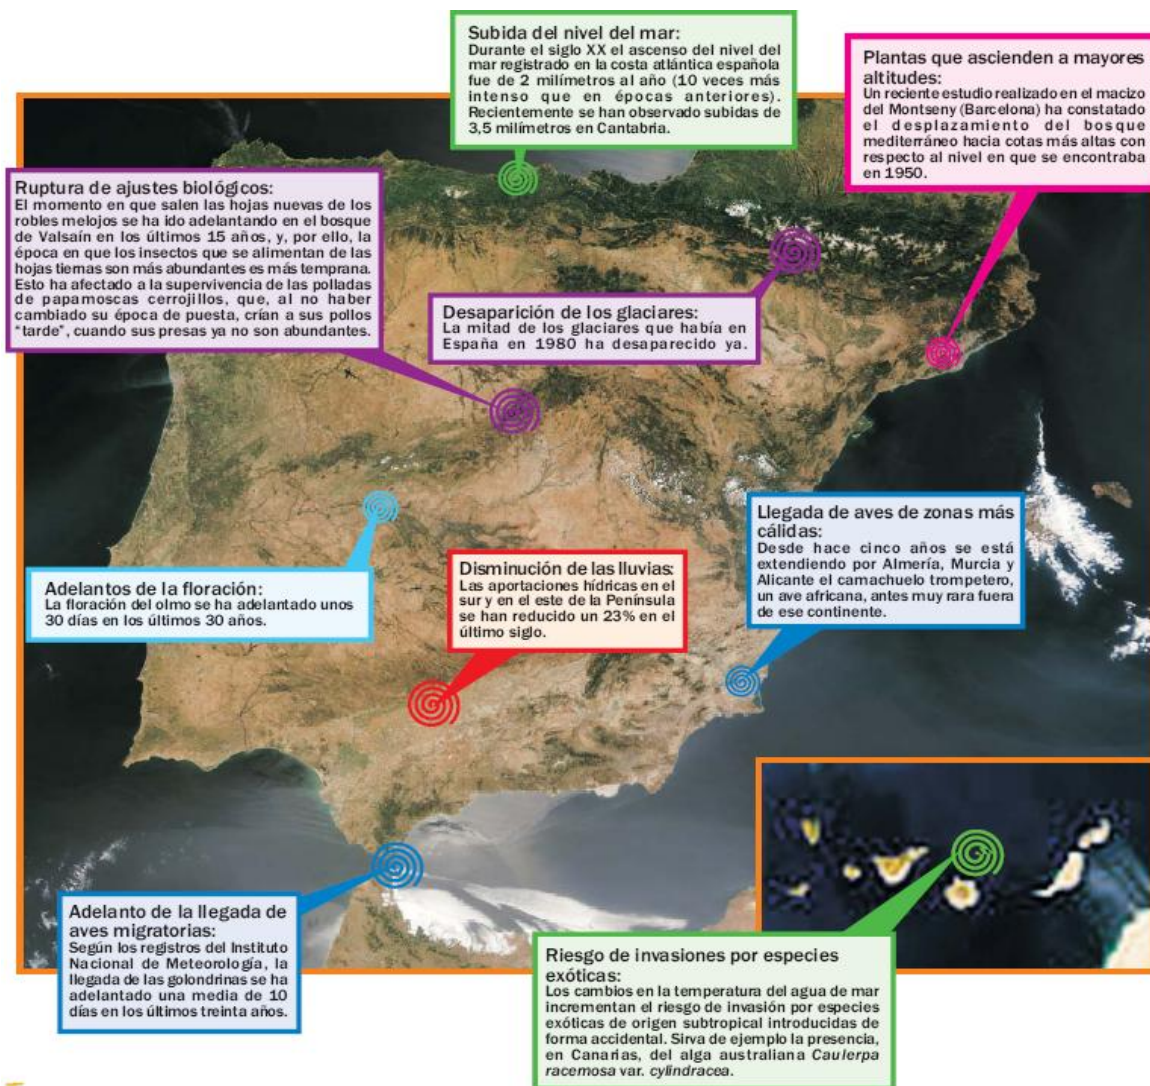 Subida del nivel del mar:
Durante el siglo XX el ascenso del nivel del
mar registrado en la costa atlántica española
fue de 2 milímetros al año (10 veces más
intenso que en épocas anteriores).
Recientemente se han observado subidas de
3,5 milímetros en Cantabria.
Plantas que ascienden a mayores
altitudes:
Un reciente estudio realizado en el macizo
del Montseny (Barcelona) ha constatado
el desplazamiento del bosque
mediterráneo hacia cotas más altas con
respecto al nivel en que se encontraba
en 1950.
Ruptura de ajustes biológicos:
El momento en que salen las hojas nuevas de los
robles melojos se ha ido adelantando en el bosque
de Valsaín en los últimos 15 años, y, por ello, la
época en que los insectos que se alimentan de las
hojas tiernas son más abundantes es más temprana.
Esto ha afectado a la supervivencia de las polladas
de papamoscas cerrojillos, que, al no haber
cambiado su época de puesta, crían a sus pollos
"tarde", cuando sus presas ya no son abundantes.
Desaparición de los glaciares:
La mitad de los glaciares que había en
España en 1980 ha desaparecido ya.
Llegada de aves de zonas más
cálidas:
Desde hace cinco años se está
extendiendo por Almería, Murcia y
Alicante el camachuelo trompetero,
un ave africana, antes muy rara fuera
de ese continente.
Adelantos de la floración:
La floración del olmo se ha adelantado unos
30 días en los últimos 30 años.
Disminución de las lluvias:
Las aportaciones hídricas en el
sur y en el este de la Península
se han reducido un 23% en el
último siglo.
Adelanto de la llegada de
aves migratorias:
Según los registros del Instituto
Nacional de Meteorología, la
llegada de las golondrinas se ha
adelantado una media de 10
días en los últimos treinta años.
Riesgo de invasiones por especies
exóticas:
Los cambios en la temperatura del agua de mar
incrementan el riesgo de invasión por especies
exóticas de origen subtropical introducidas de
forma accidental. Sirva de ejemplo la presencia,
en Canarias, del alga australiana Caulerpa
racemosa var. cylindracea.